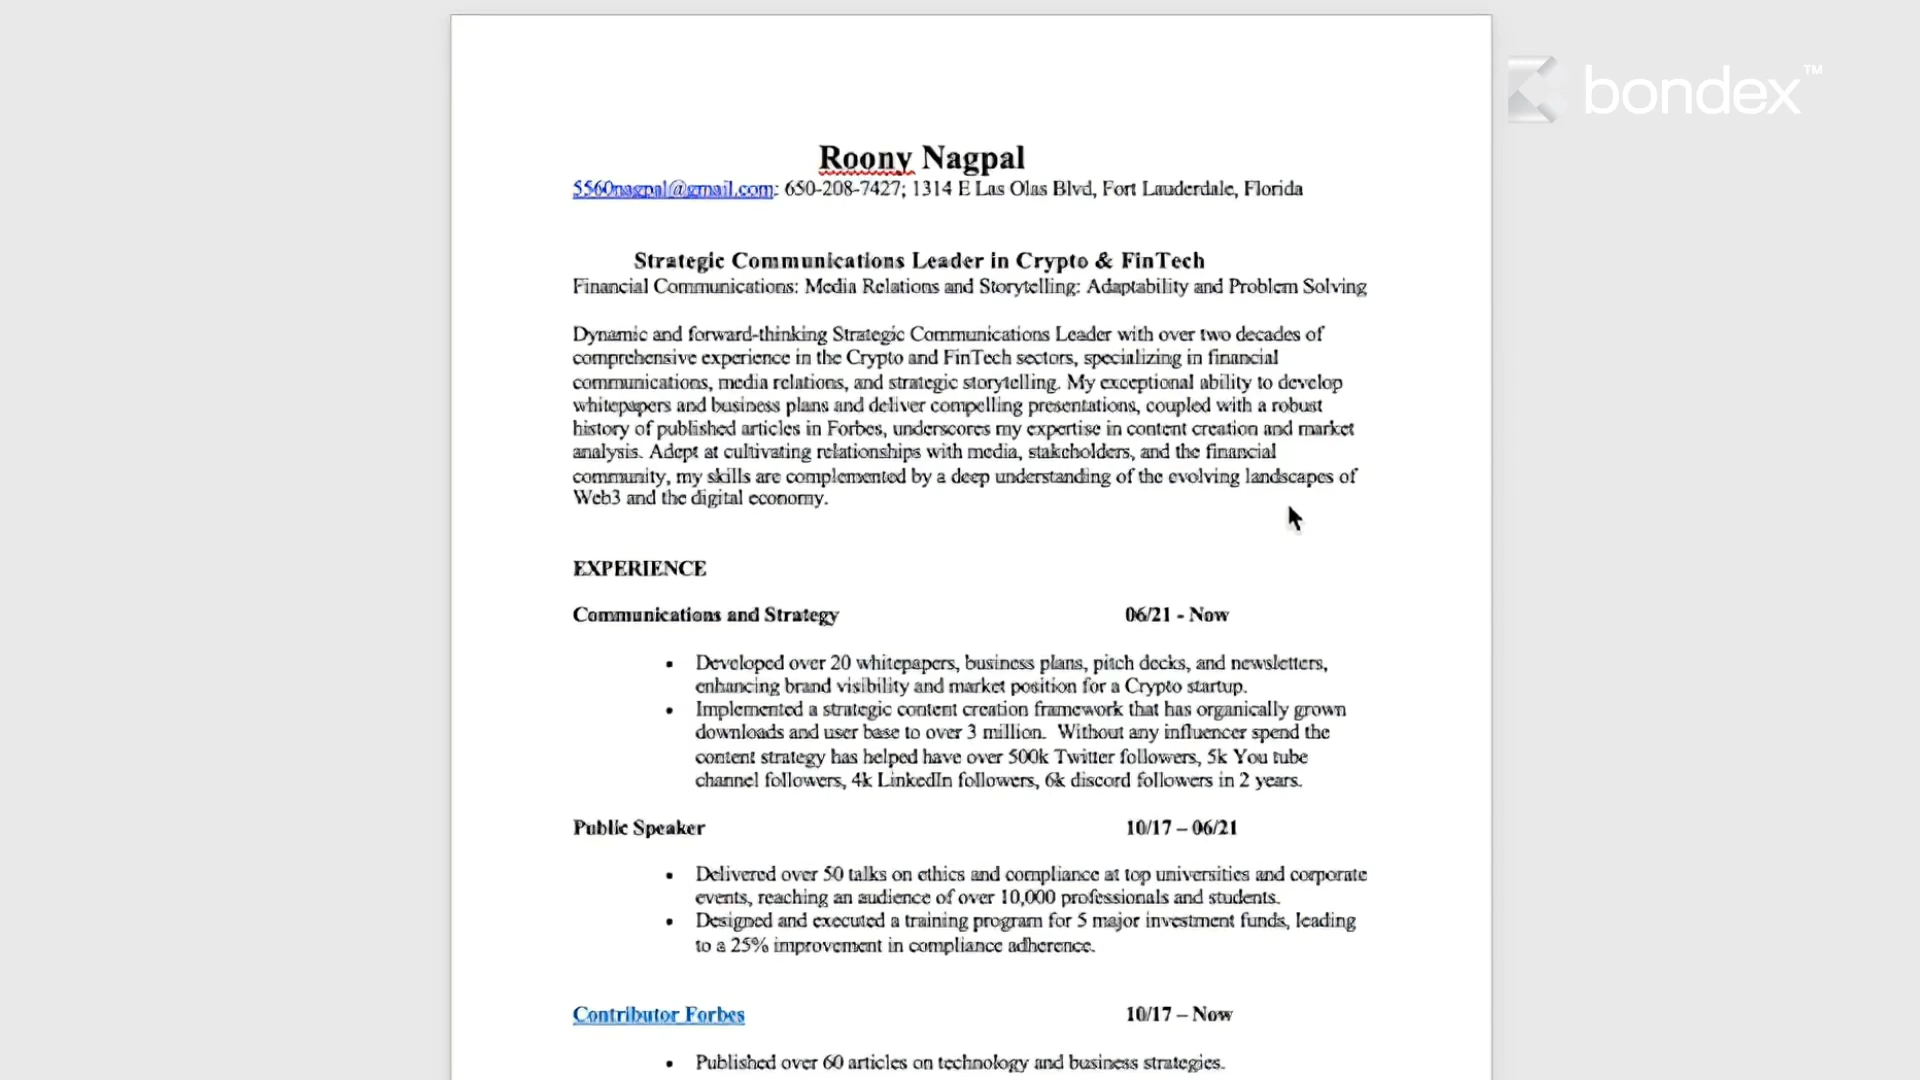 bondex™
Roony Nagpal
5560nagpal@gmail.com: 650-208-7427; 1314 E Las Olas Blvd, Fort Lauderdale, Florida
Strategic Communications Leader in Crypto & FinTech
Financial Communications: Media Relations and Storytelling: Adaptability and Problem Solving
Dynamic and forward-thinking Strategic Communications Leader with over two decades of
comprehensive experience in the Crypto and FinTech sectors, specializing in financial
communications, media relations, and strategic storytelling. My exceptional ability to develop
whitepapers and business plans and deliver compelling presentations, coupled with a robust
history of published articles in Forbes, underscores my expertise in content creation and market
analysis. Adept at cultivating relationships with media, stakeholders, and the financial
community, my skills are complemented by a deep understanding of the evolving landscapes of
Web3 and the digital economy.
EXPERIENCE
Communications and Strategy 06/21 - Now
• Developed over 20 whitepapers, business plans, pitch decks, and newsletters,
enhancing brand visibility and market position for a Crypto startup.
• Implemented a strategic content creation framework that has organically grown
downloads and user base to over 3 million. Without any influencer spend the
content strategy has helped have over 500k Twitter followers, 5k You tube
channel followers, 4k LinkedIn followers, 6k discord followers in 2 years.
Public Speaker 10/17 – 06/21
• Delivered over 50 talks on ethics and compliance at top universities and corporate
events, reaching an audience of over 10,000 professionals and students.
• Designed and executed a training program for 5 major investment funds, leading
to a 25% improvement in compliance adherence.
Contributor Forbes 10/17 – Now
• Published over 60 articles on technology and business strategies.